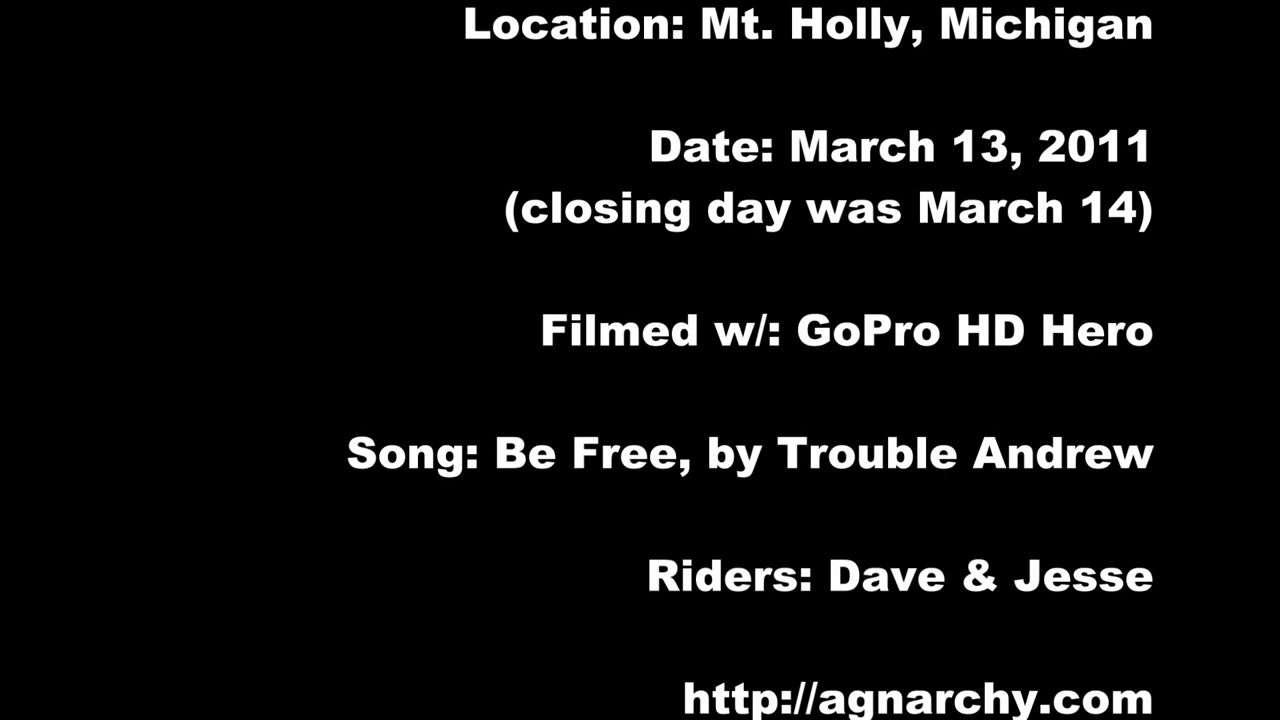 Location: Mt. Holly, Michigan
Date: March 13, 2011
(closing day was March 14)
Filmed w/: GoPro HD Hero
Song: Be Free, by Trouble Andrew
Riders: Dave & Jesse
http://agnarchy.com